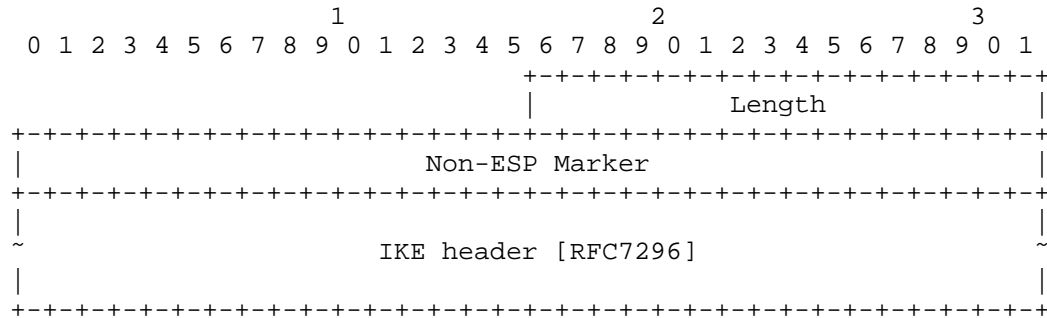 1                   2                   3
 0 1 2 3 4 5 6 7 8 9 0 1 2 3 4 5 6 7 8 9 0 1 2 3 4 5 6 7 8 9 0 1
                                +-+-+-+-+-+-+-+-+-+-+-+-+-+-+-+-+
                                |            Length             |
+-+-+-+-+-+-+-+-+-+-+-+-+-+-+-+-+-+-+-+-+-+-+-+-+-+-+-+-+-+-+-+-+
|                         Non-ESP Marker                        |
+-+-+-+-+-+-+-+-+-+-+-+-+-+-+-+-+-+-+-+-+-+-+-+-+-+-+-+-+-+-+-+-+
|                                                               |
~                      IKE header [RFC7296]                     ~
|                                                               |
+-+-+-+-+-+-+-+-+-+-+-+-+-+-+-+-+-+-+-+-+-+-+-+-+-+-+-+-+-+-+-+-+